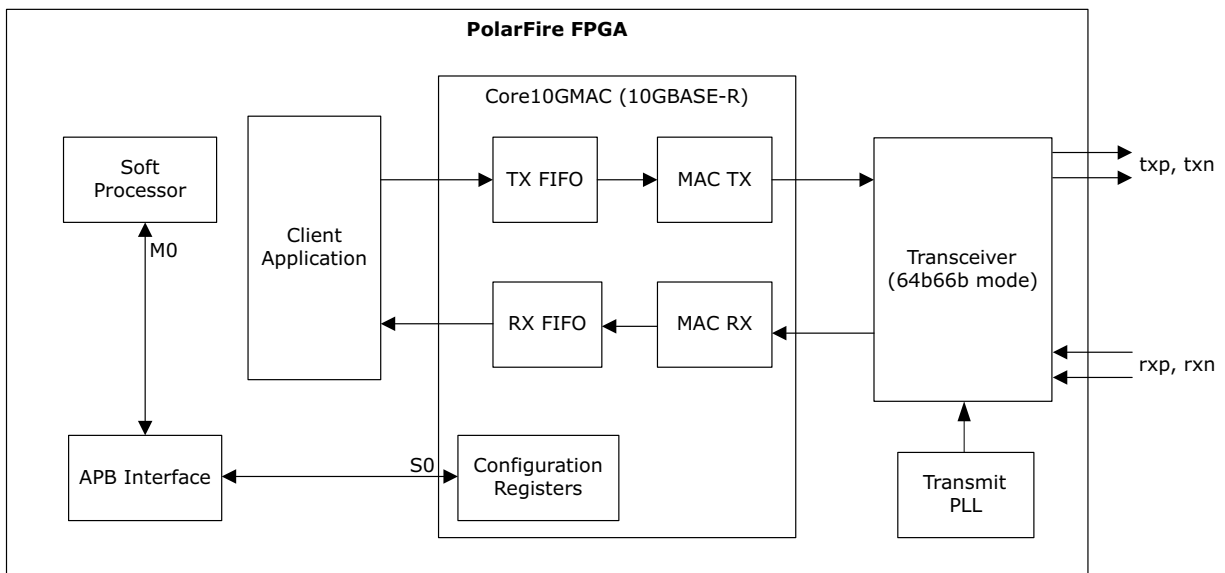 PolarFire FPGA
Core10GMAC (10GBASE-R)
Soft
Processor
M0
Client
Application
TX FIFO
MAC TX
RX FIFO
MAC RX
Transceiver
(64b66b mode)
txp, txn
rxp, rxn
APB Interface
S0
Configuration
Registers
Transmit
PLL